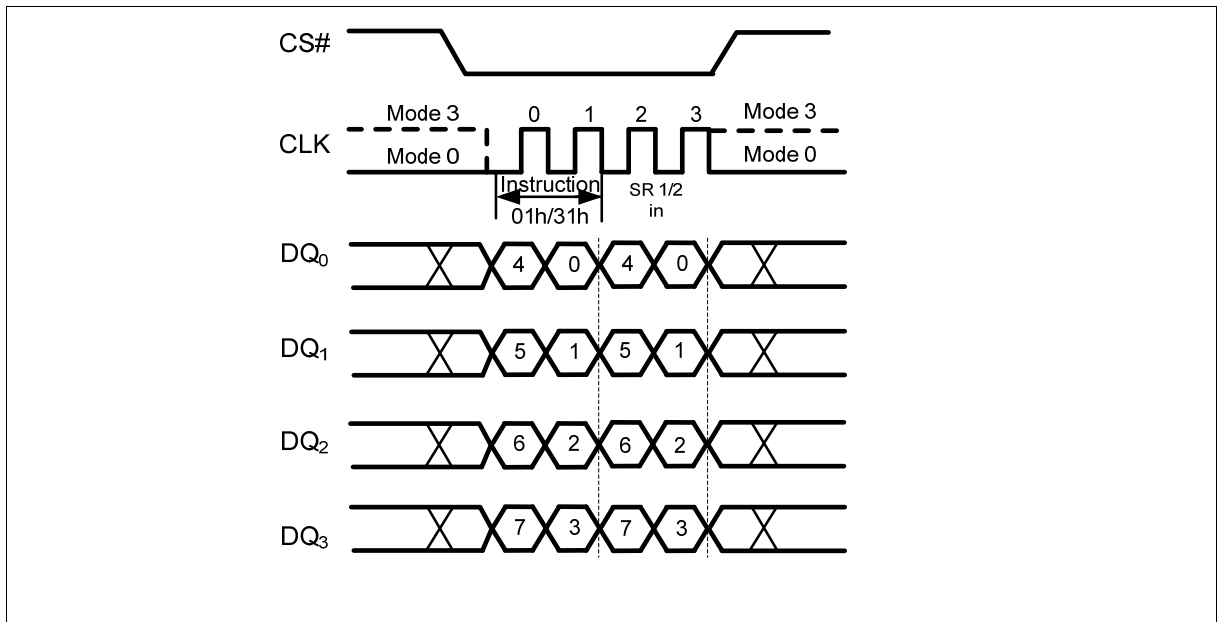 CS#
Mode 3 0 1 2 3 Mode 3
CLK
Mode 0 Mode 0
Instruction SR 1/2
01h/31h in
DQ0 4 0 4 0
DQ1 5 1 5 1
DQ2 6 2 6 2
DQ3 7 3 7 3